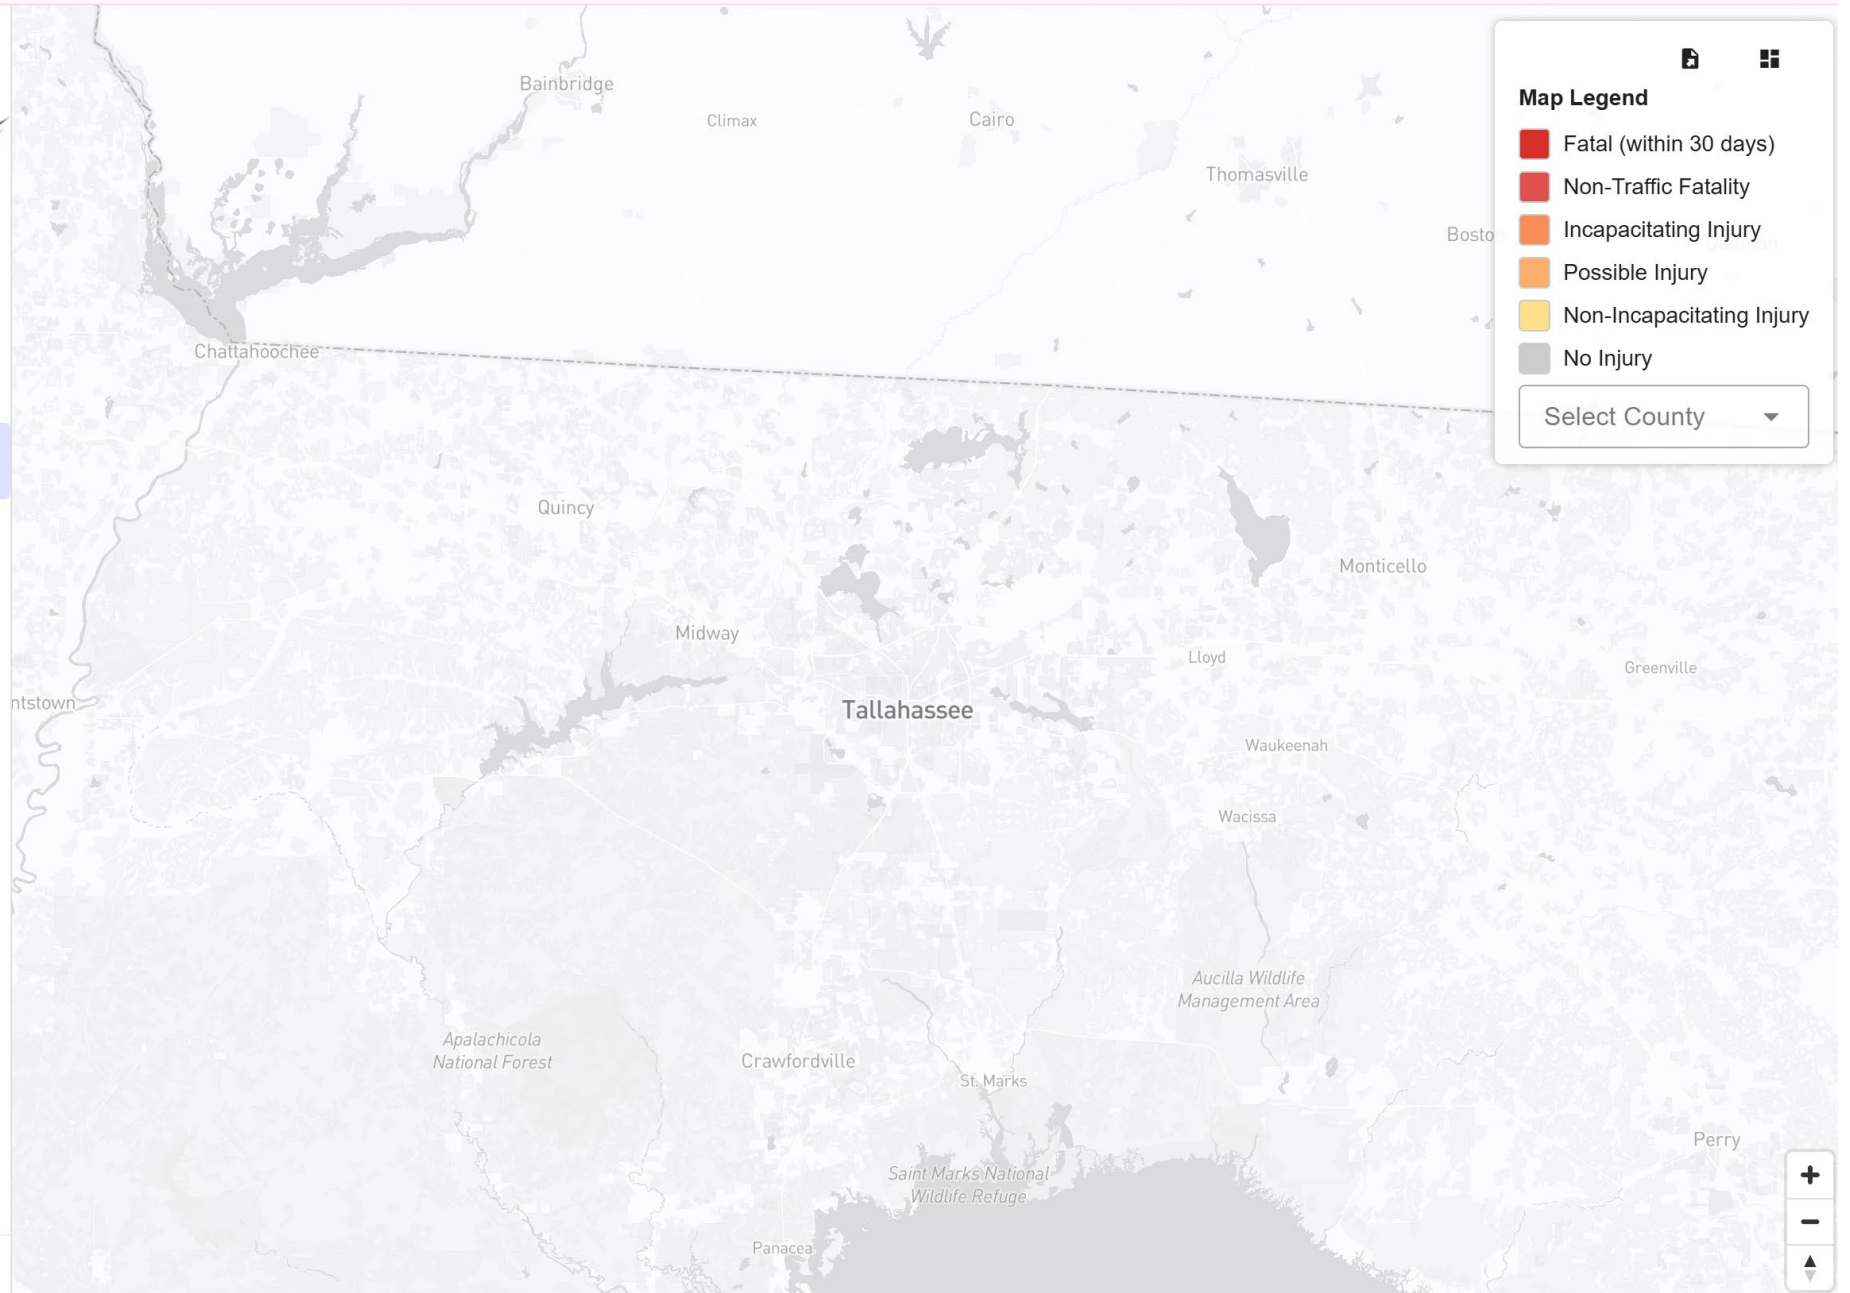 Bainbridge
Climax
Cairo
Thomasville
Bosto
Chattahoochee
Quincy
Monticello
Midway
Lloyd
Greenville
ntstown
Tallahassee
Waukeenah
Wacissa
Aucilla Wildlife
Management Area
Apalachicola
National Forest
Crawfordville
St. Marks
Perry
Saint Marks National
Wildlife Refuge
Panacea
Map Legend
Fatal (within 30 days)
Non-Traffic Fatality
Incapacitating Injury
Possible Injury
Non-Incapacitating Injury
No Injury
Select County